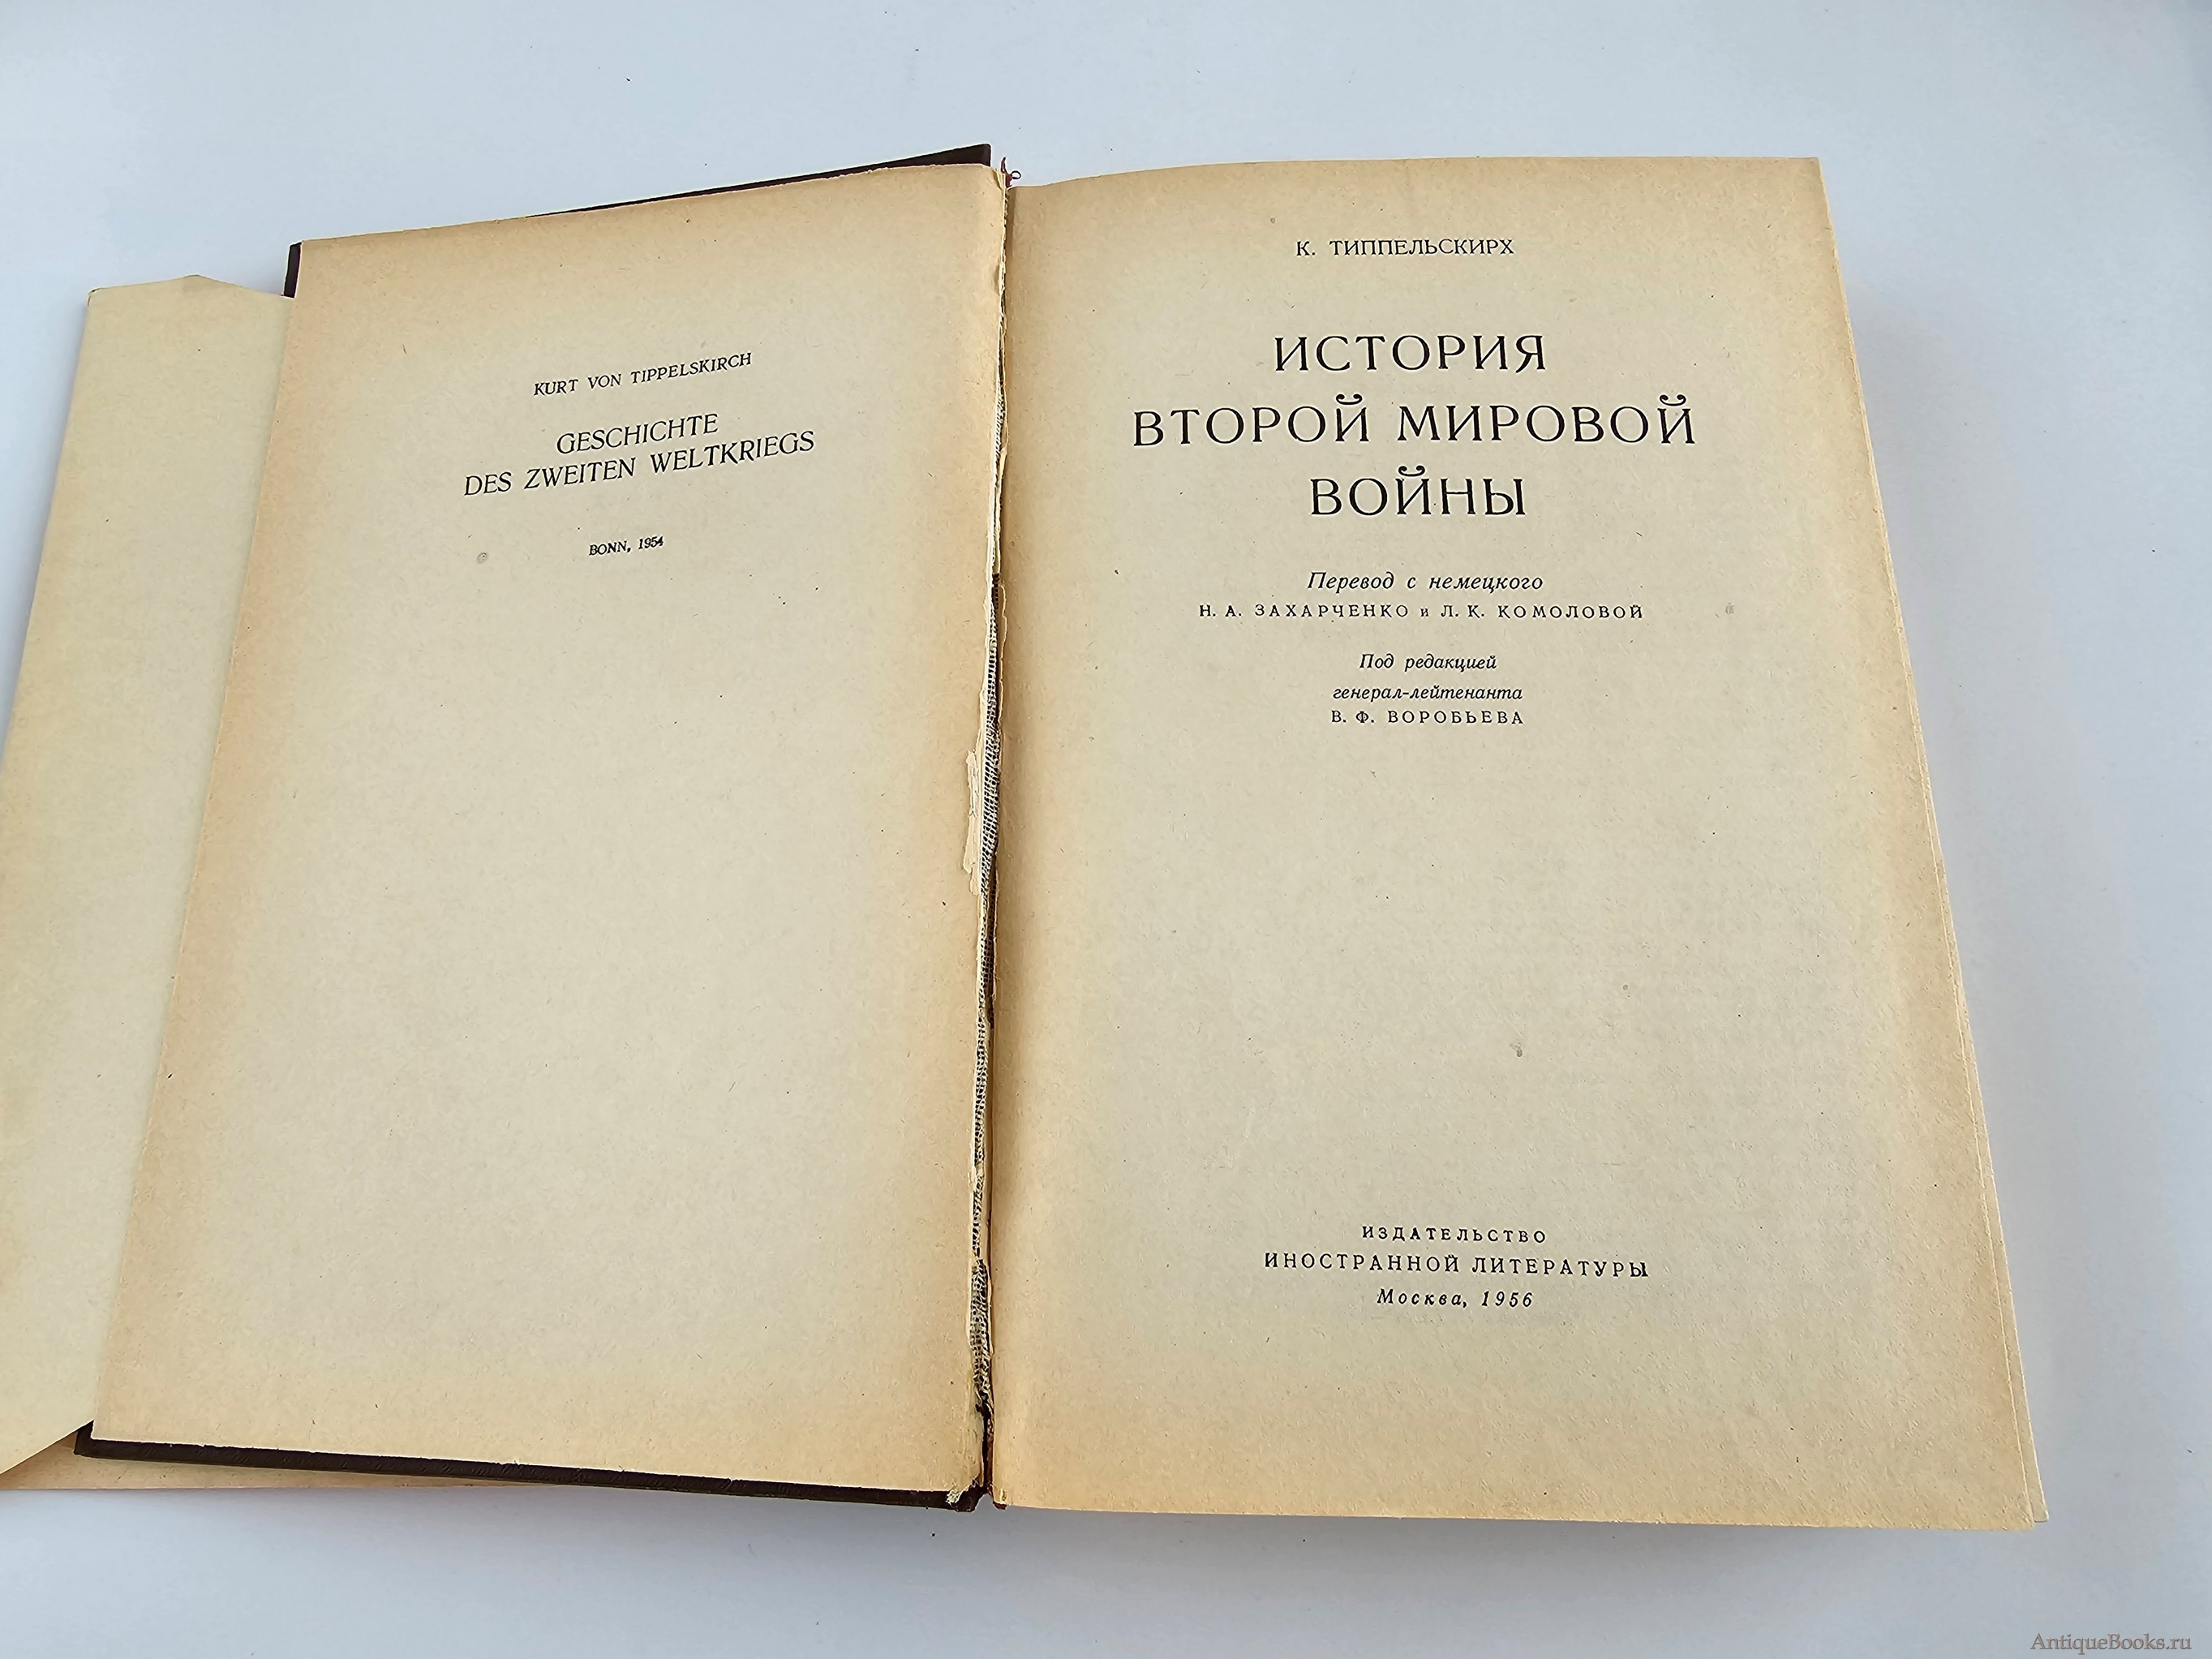 KURT VON TIPPELSKIRCH
GESCHICHTE
DES ZWEITEN WELTKRIEGS
BONN, 1954
К. ТИППЕЛЬСКИРХ
ИСТОРИЯ
ВТОРОЙ МИРОВОЙ
ВОЙНЫ
Перевод с немецкого
Н. А. ЗАХАРЧЕНКО и Л. К. КОМОЛОВОЙ
Под редакцией
генерал-лейтенанта
В. Ф. ВОРОБЬЕВА
ИЗДАТЕЛЬСТВО
ИНОСТРАННОЙ ЛИТЕРАТУРЫ
Москва, 1956
AntiqueBooks.ru